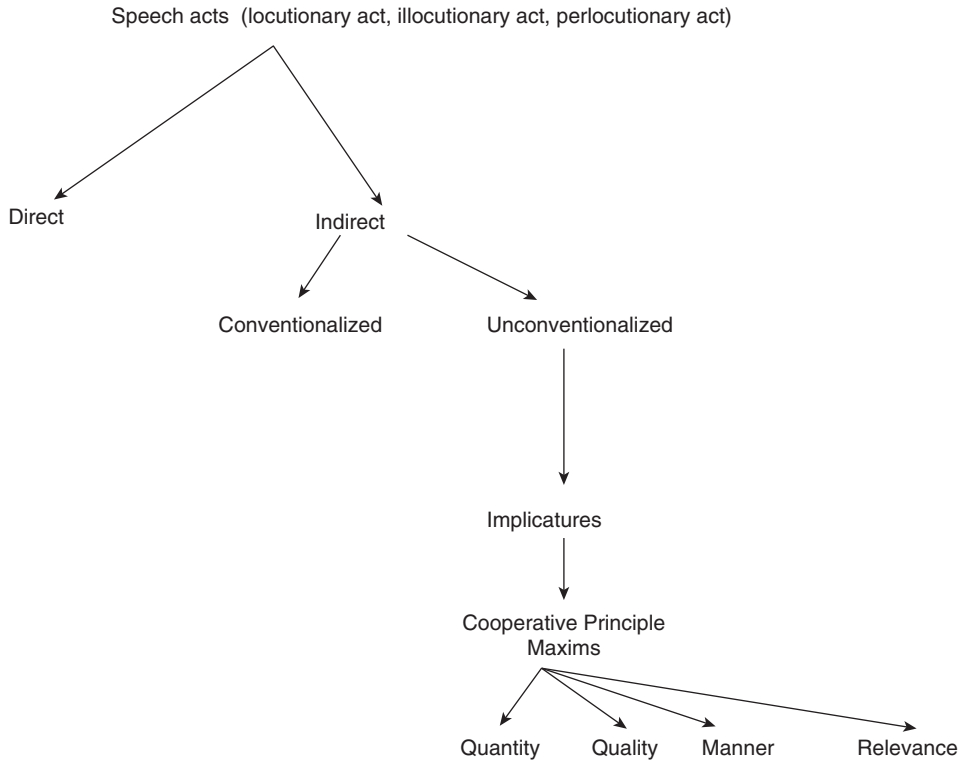 Speech acts (locutionary act, illocutionary act, perlocutionary act)
Direct
Indirect
Conventionalized
Unconventionalized
Implicatures
Cooperative Principle
Maxims
Quantity
Quality
Manner
Relevance